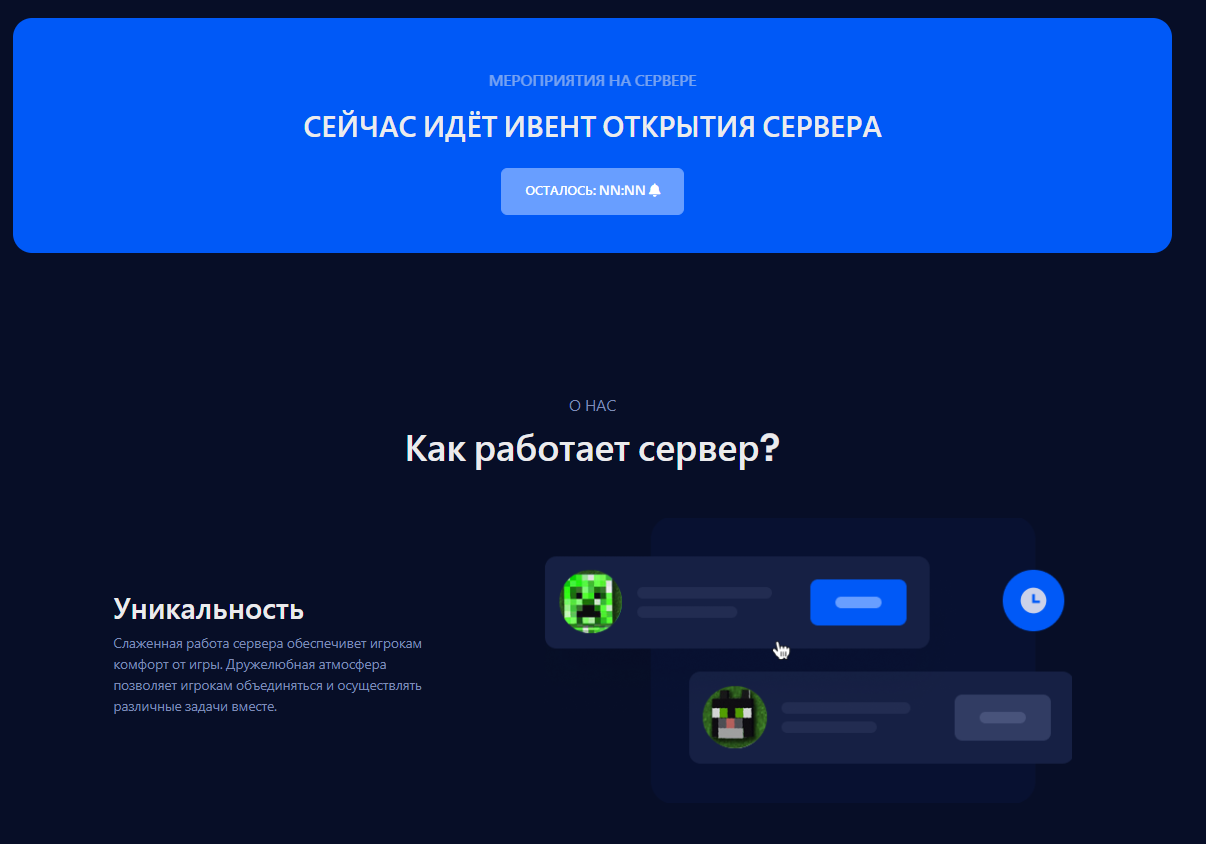 МЕРОПРИЯТИЯ НА СЕРВЕРЕ
СЕЙЧАС ИДЁТ ИВЕНТ ОТКРЫТИЯ СЕРВЕРА
ОСТАЛОСЬ: NN:NN
О НАС
Как работает сервер?
Уникальность
Слаженная работа сервера обеспечивет игрокам
комфорт от игры. Дружелюбная атмосфера
позволяет игрокам объединяться и осуществлять
различные задачи вместе.